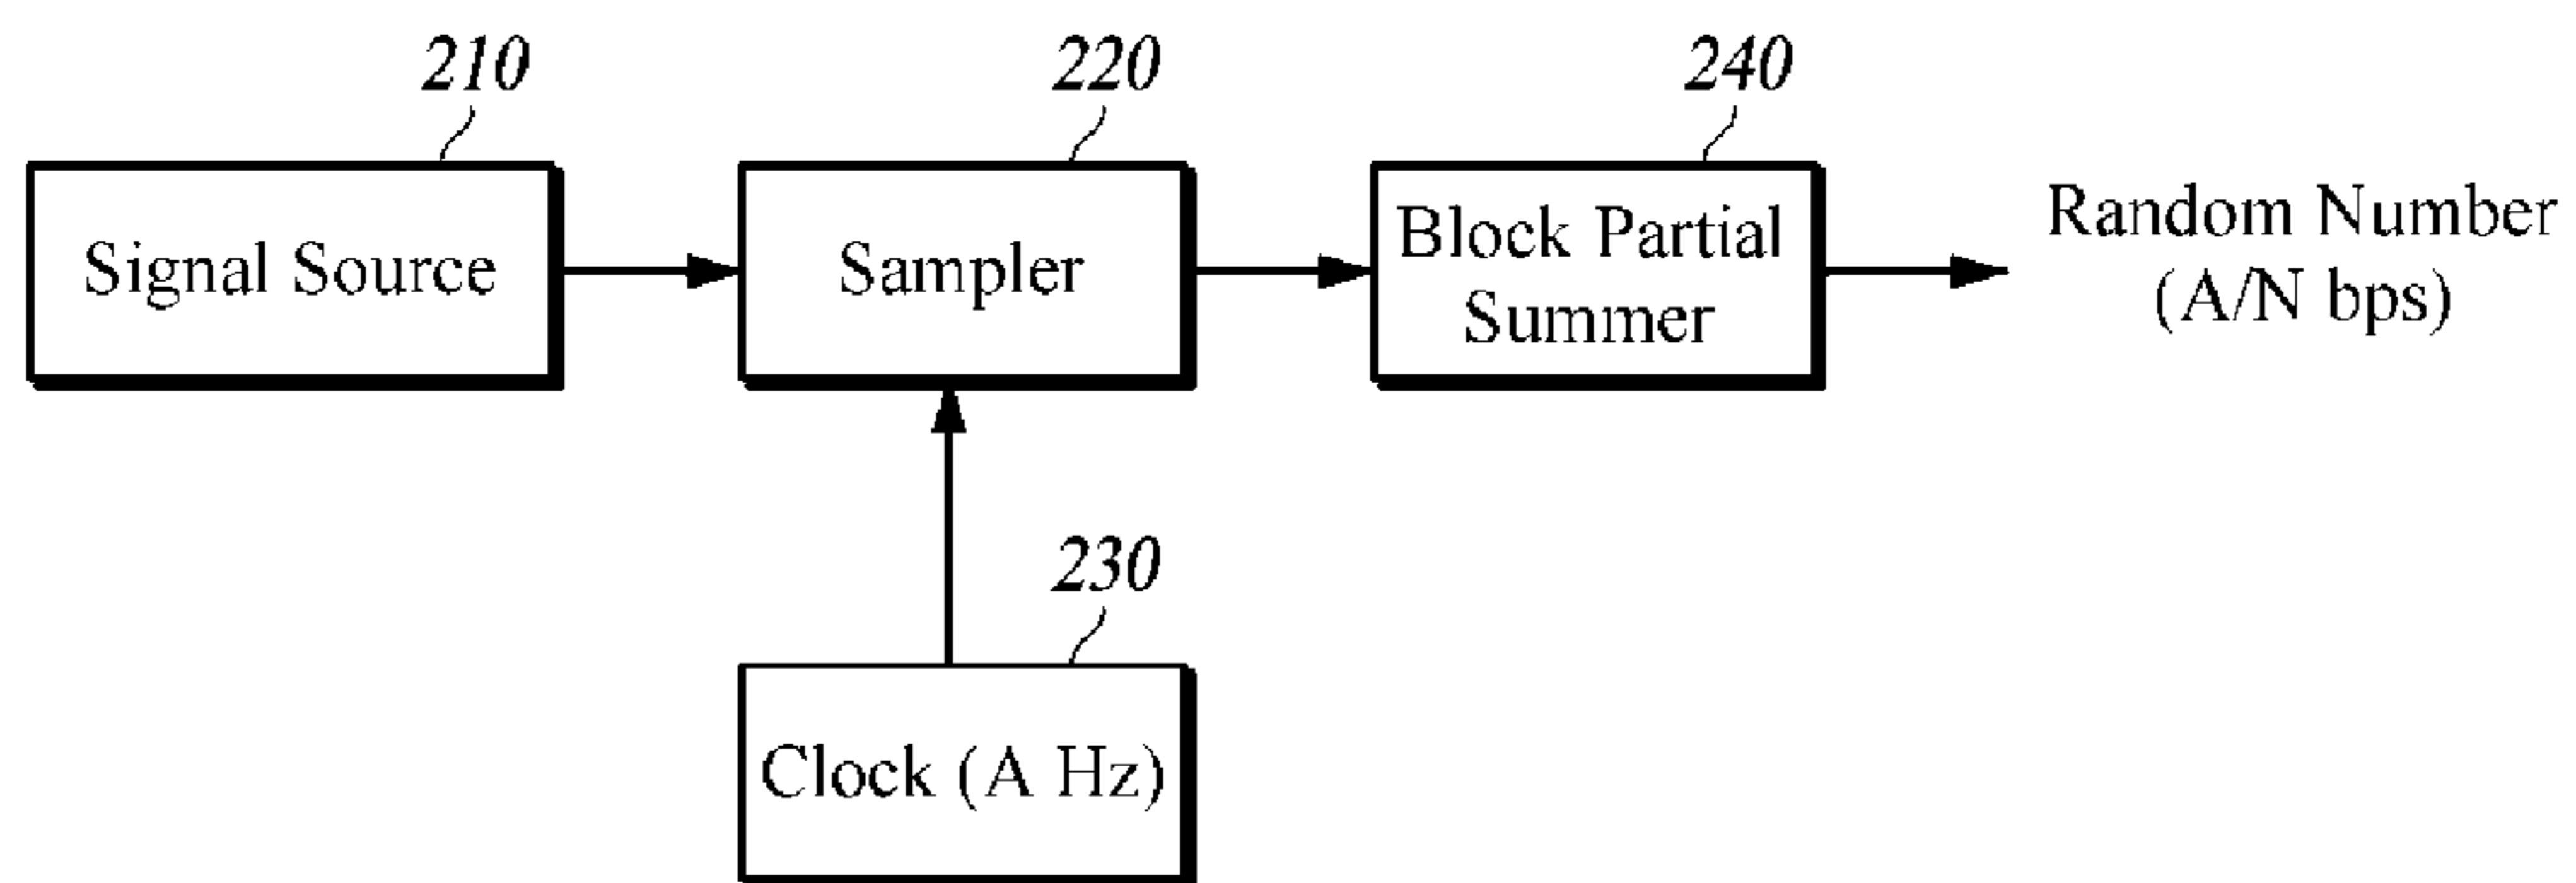 210
220
240
Signal Source
Sampler
Block Partial
Summer
Random Number
(A/N bps)
230
Clock (A Hz)